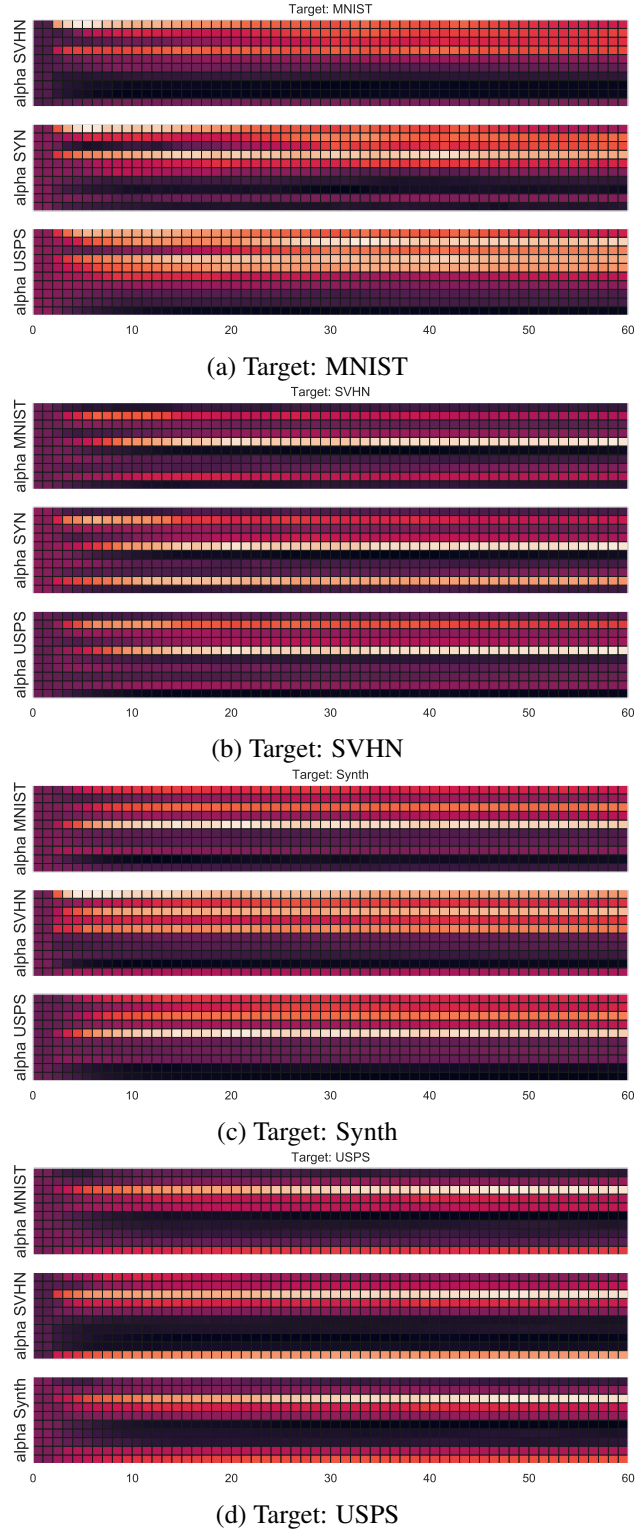 Target: MNIST
alpha SVHN
alpha SYN
alpha USPS
0 10 20 30 40 50 60
(a) Target: MNIST
Target: SVHN
alpha MNIST
alpha SYN
alpha USPS
0 10 20 30 40 50 60
(b) Target: SVHN
Target: Synth
alpha MNIST
alpha SVHN
alpha USPS
0 10 20 30 40 50 60
(c) Target: Synth
Target: USPS
alpha MNIST
alpha SVHN
alpha Synth
0 10 20 30 40 50 60
(d) Target: USPS